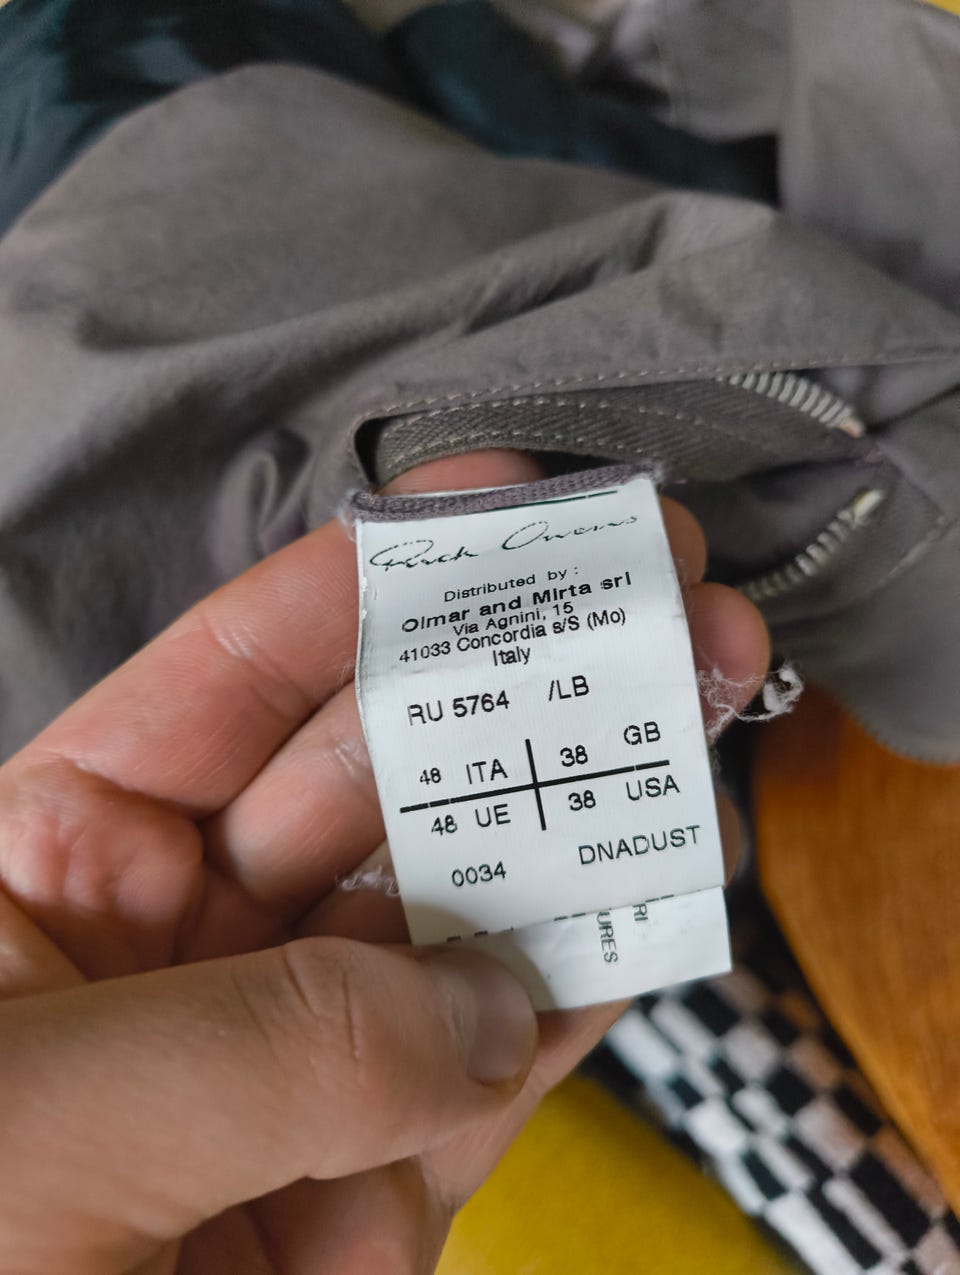 Rick Owens
Distributed by :
Olmar and Mirta srl
Via Agnini, 15
41033 Concordia s/S (Mo)
Italy
RU 5764 /LB
48 ITA 38 GB
48 UE 38 USA
0034 DNADUST